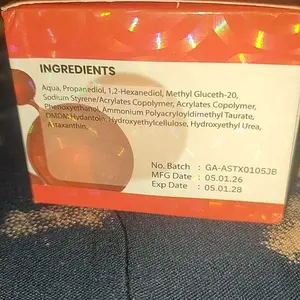 INGREDIENTS
Aqua, Propanediol, 1,2-Hexanediol, Methyl Gluceth-20,
Sodium Styrene/Acrylates Copolymer, Acrylates Copolymer,
Phenoxyethanol, Ammonium Polyacryloyldimethyl Taurate,
DMDM Hydantoin, Hydroxyethylcellulose, Hydroxyethyl Urea,
Astaxanthin.
No. Batch : GA-ASTX0105JB
MFG Date : 05.01.26
Exp Date : 05.01.28